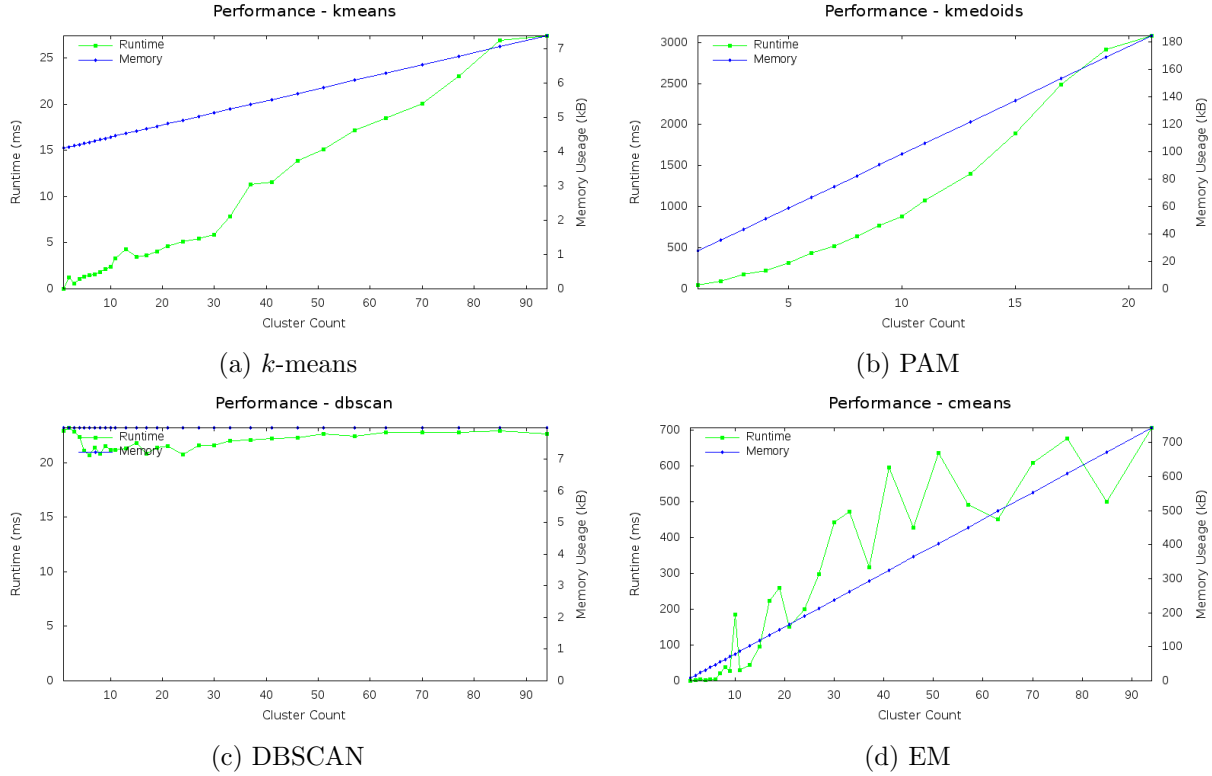 Performance - kmeans
Runtime
Memory
Runtime (ms)
0
5
10
15
20
25
Memory Useage (kB)
0
1
2
3
4
5
6
7
10 20 30 40 50 60 70 80 90
Cluster Count
(a) k-means
Performance - kmedoids
Runtime
Memory
Runtime (ms)
0
500
1000
1500
2000
2500
3000
Memory Useage (kB)
0
20
40
60
80
100
120
140
160
180
5 10 15 20
Cluster Count
(b) PAM
Performance - dbscan
Runtime
Memory
Runtime (ms)
0
5
10
15
20
Memory Useage (kB)
0
1
2
3
4
5
6
7
10 20 30 40 50 60 70 80 90
Cluster Count
(c) DBSCAN
Performance - cmeans
Runtime
Memory
Runtime (ms)
0
100
200
300
400
500
600
700
Memory Useage (kB)
0
100
200
300
400
500
600
700
10 20 30 40 50 60 70 80 90
Cluster Count
(d) EM